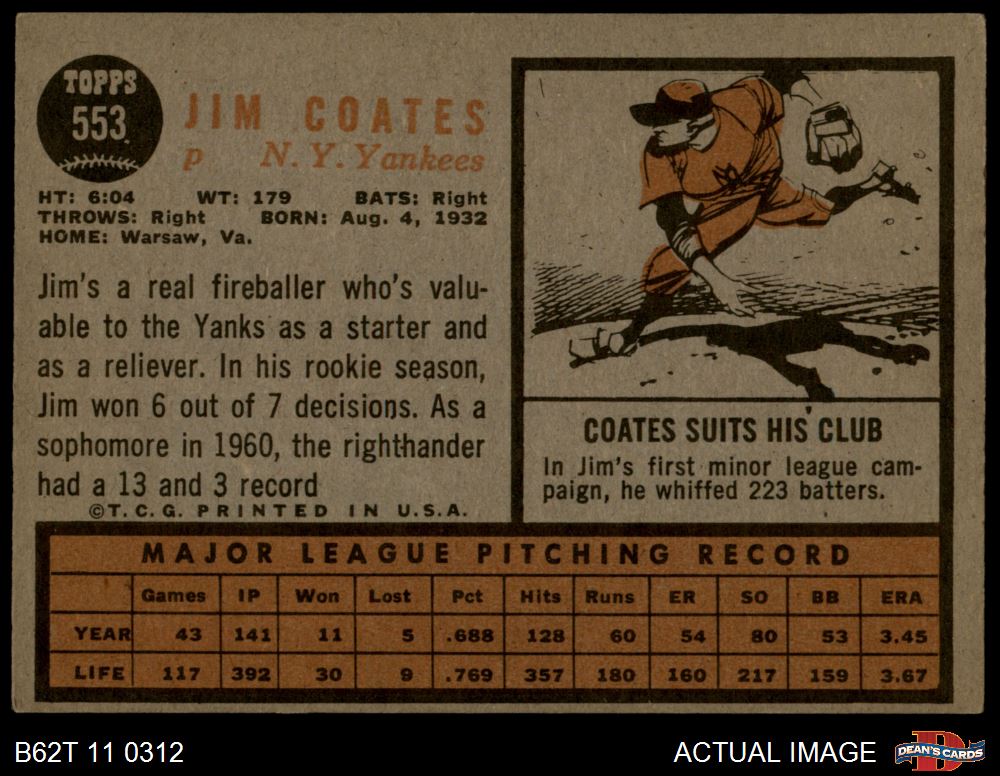 TOPPS
553
JIM COATES
p N. Y. Yankees
HT: 6:04 WT: 179 BATS: Right
THROWS: Right BORN: Aug. 4, 1932
HOME: Warsaw, Va.
Jim's a real fireballer who's valu-
able to the Yanks as a starter and
as a reliever. In his rookie season,
Jim won 6 out of 7 decisions. As a
sophomore in 1960, the righthander
had a 13 and 3 record
©T. C. G. PRINTED IN U.S.A.
COATES SUITS HIS CLUB
In Jim's first minor league cam-
paign, he whiffed 223 batters.
MAJOR LEAGUE PITCHING RECORD
Games IP Won Lost Pct Hits Runs ER SO BB ERA
YEAR 43 141 11 5 .688 128 60 54 80 53 3.45
LIFE 117 392 30 9 .769 357 180 160 217 159 3.67
B62T 11 0312 ACTUAL IMAGE
D
DEAN'S CARDS